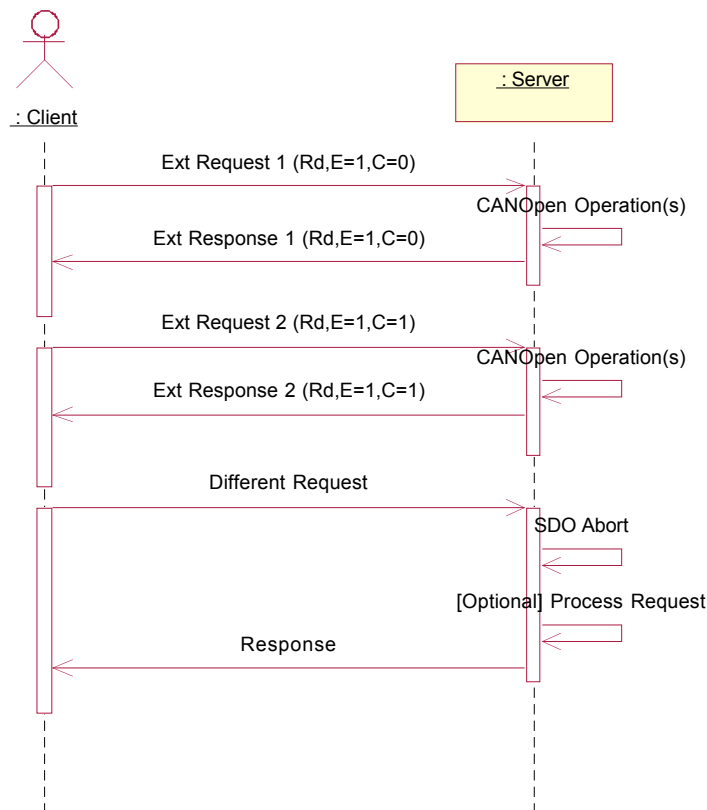 : Server
: Client
Ext Request 1 (Rd,E=1,C=0)
CANOpen Operation(s)
Ext Response 1 (Rd,E=1,C=0)
Ext Request 2 (Rd,E=1,C=1)
CANOpen Operation(s)
Ext Response 2 (Rd,E=1,C=1)
Different Request
SDO Abort
[Optional] Process Request
Response